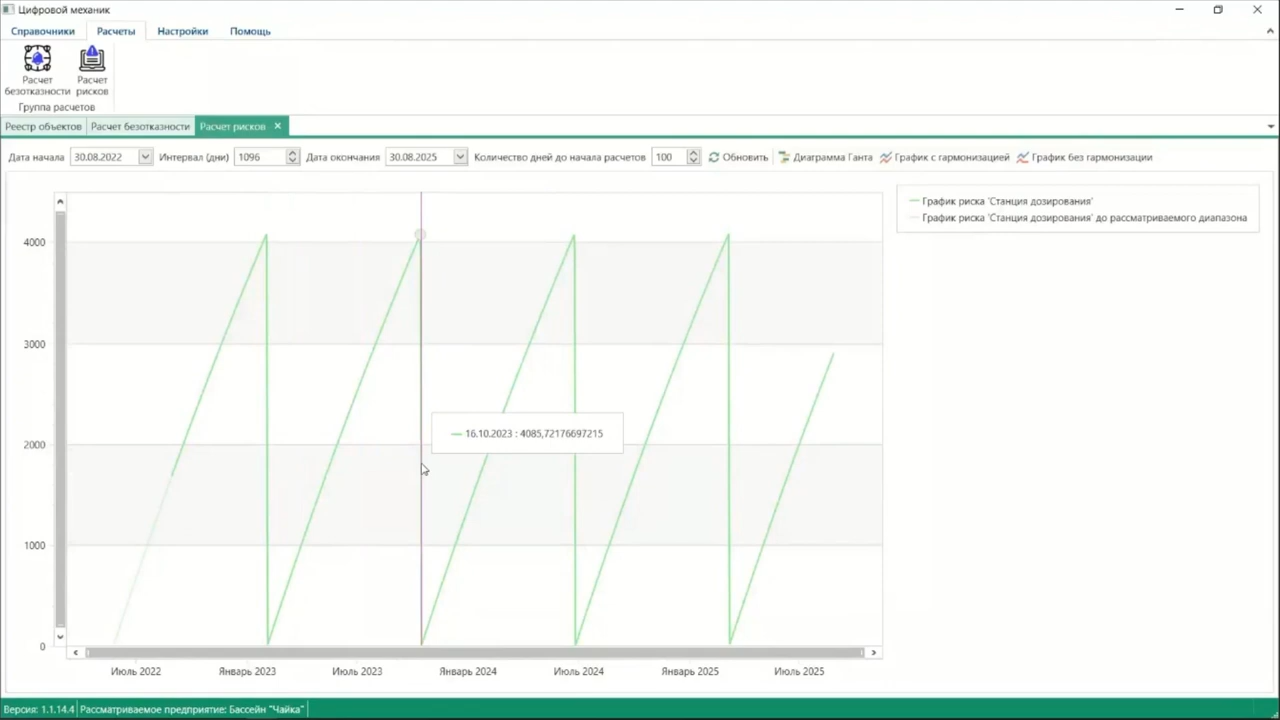 Цифровой механик
Справочники Расчеты Настройки Помощь
Расчет безотказности
Расчет рисков
Группа расчетов
Реестр объектов Расчет безотказности Расчет рисков
Дата начала 30.08.2022 Интервал (дни) 1096 Дата окончания 30.08.2025 Количество дней до начала расчетов 100 Обновить Диаграмма Ганта График с гармонизацией График без гармонизации
График риска 'Станция дозирования'
График риска 'Станция дозирования' до рассматриваемого диапазона
4000
3000
16.10.2023 : 4085,72176697215
2000
1000
0
Июль 2022 Январь 2023 Июль 2023 Январь 2024 Июль 2024 Январь 2025 Июль 2025
Версия: 1.1.14.4 Рассматриваемое предприятие: Бассейн "Чайка"